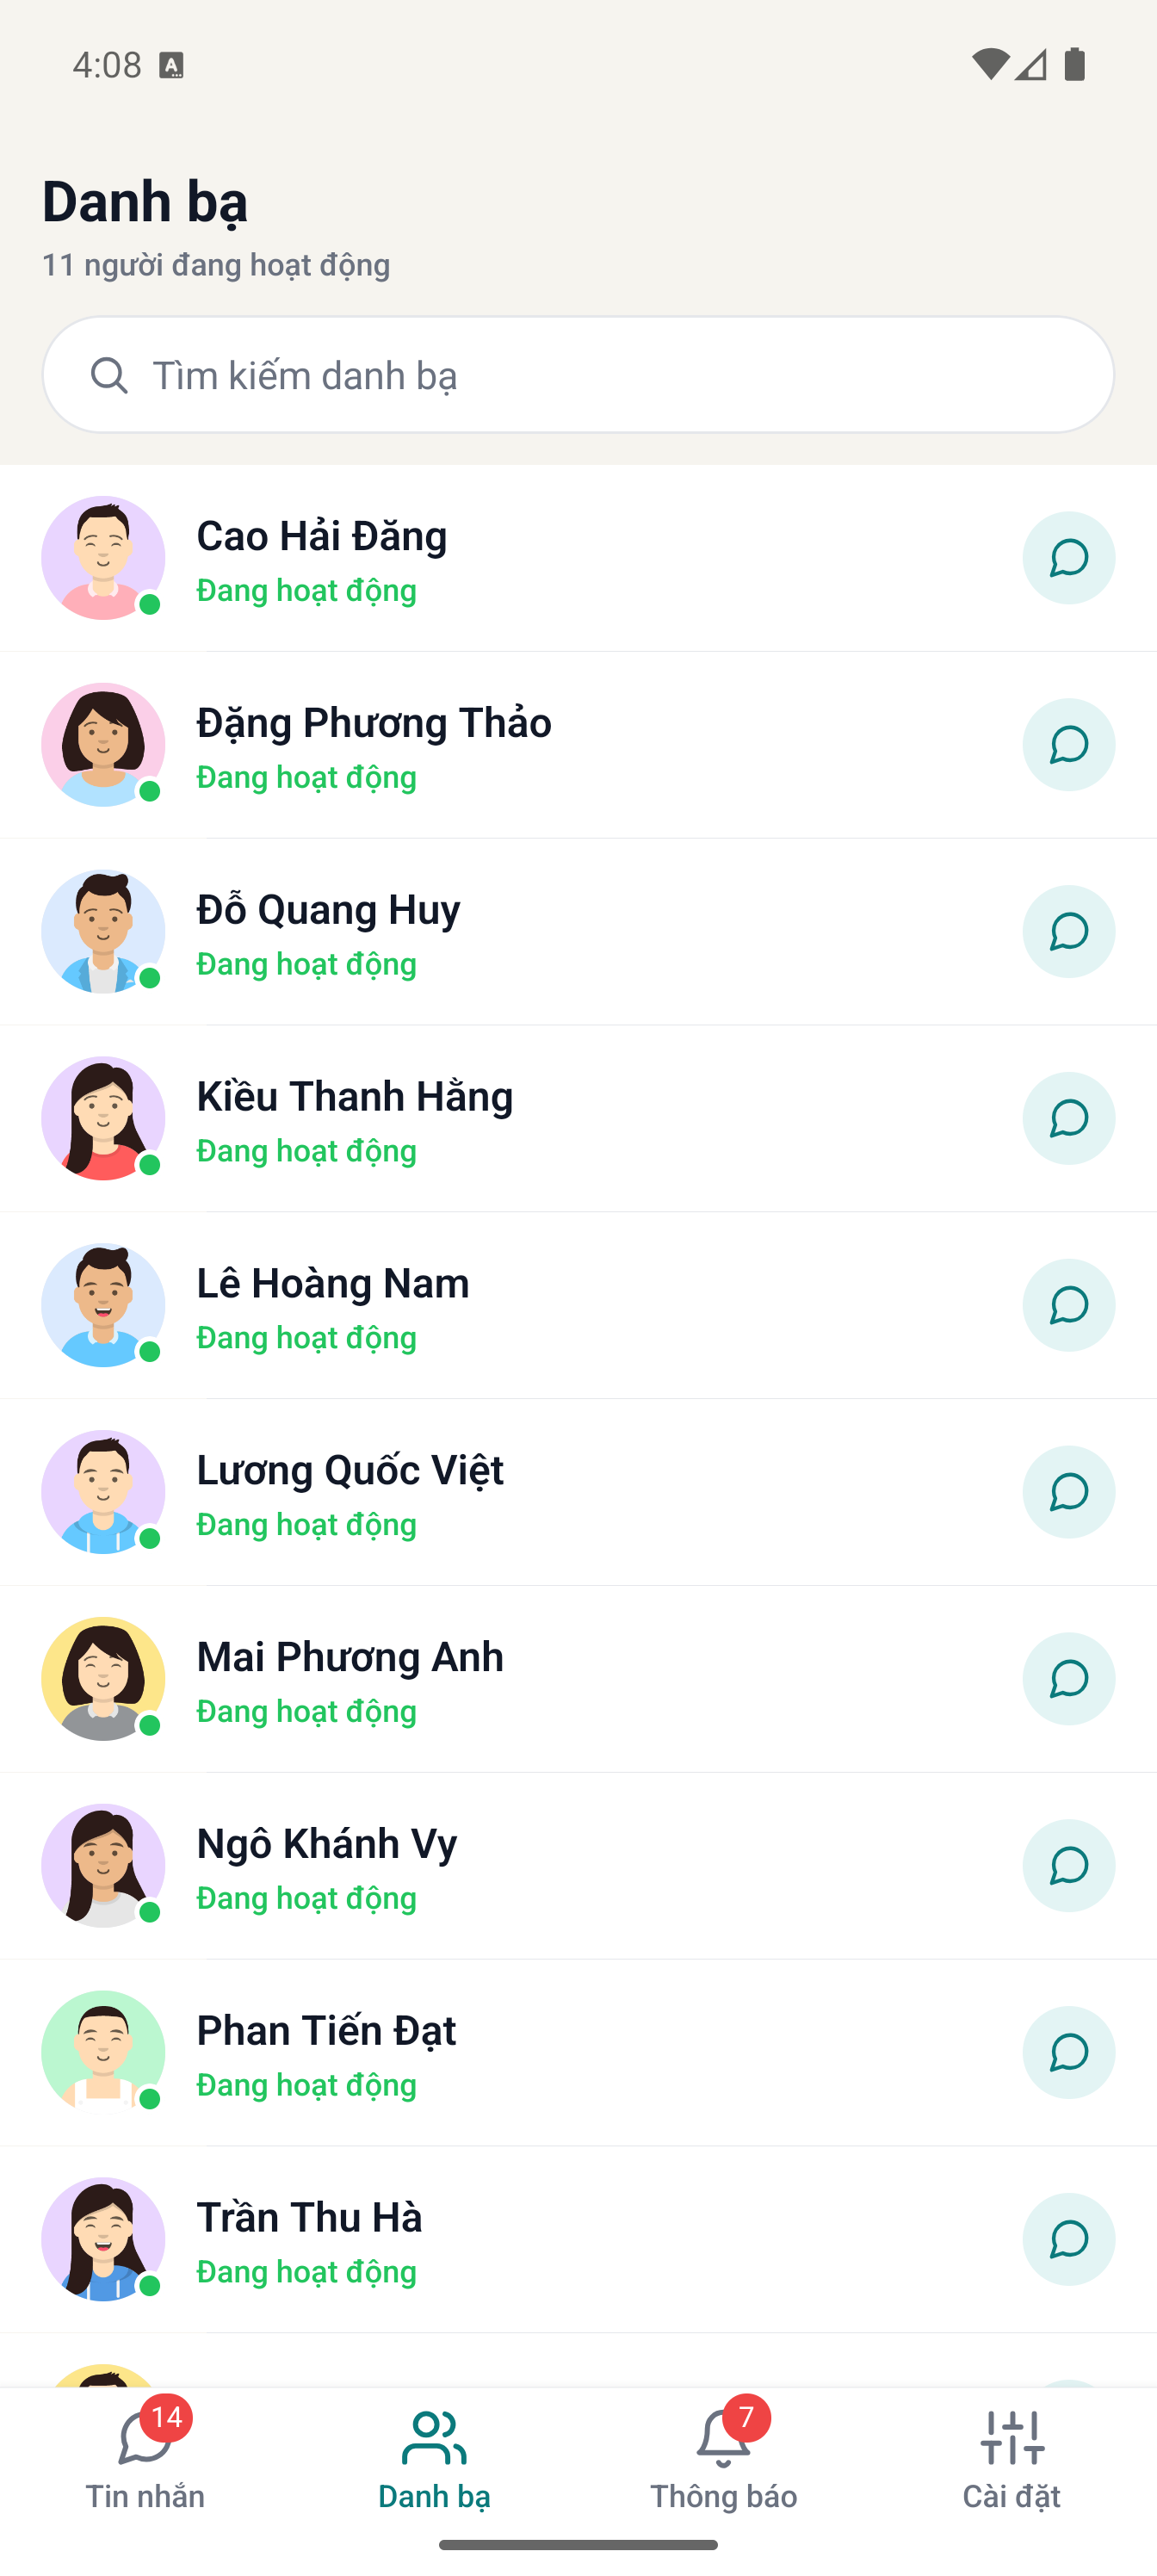 4:08
Danh bạ
11 người đang hoạt động
Tìm kiếm danh bạ
Cao Hải Đăng
Đang hoạt động
Đặng Phương Thảo
Đang hoạt động
Đỗ Quang Huy
Đang hoạt động
Kiều Thanh Hằng
Đang hoạt động
Lê Hoàng Nam
Đang hoạt động
Lương Quốc Việt
Đang hoạt động
Mai Phương Anh
Đang hoạt động
Ngô Khánh Vy
Đang hoạt động
Phan Tiến Đạt
Đang hoạt động
Trần Thu Hà
Đang hoạt động
14
7
Tin nhắn
Danh bạ
Thông báo
Cài đặt